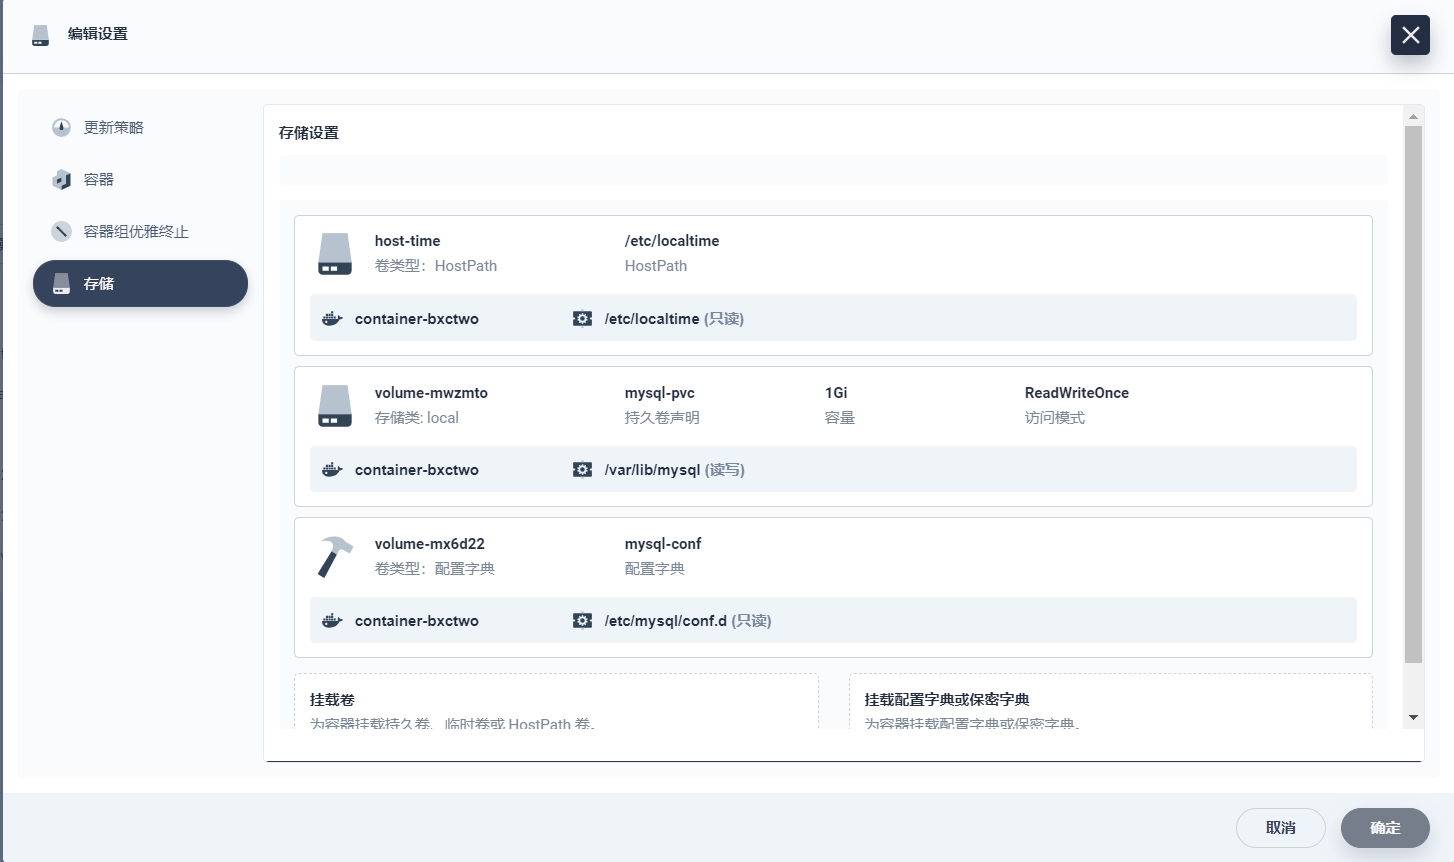 编辑设置
更新策略
容器
容器组优雅终止
存储
存储设置
host-time
/etc/localtime
卷类型：HostPath
HostPath
container-bxctwo
/etc/localtime (只读)
volume-mwzmto
mysql-pvc
1Gi
ReadWriteOnce
存储类: local
持久卷声明
容量
访问模式
container-bxctwo
/var/lib/mysql (读写)
volume-mx6d22
mysql-conf
卷类型：配置字典
配置字典
container-bxctwo
/etc/mysql/conf.d (只读)
挂载卷
挂载配置字典或保密字典
为容器挂载持久卷、临时卷或 HostPath 卷。
为容器挂载配置字典或保密字典。
取消
确定